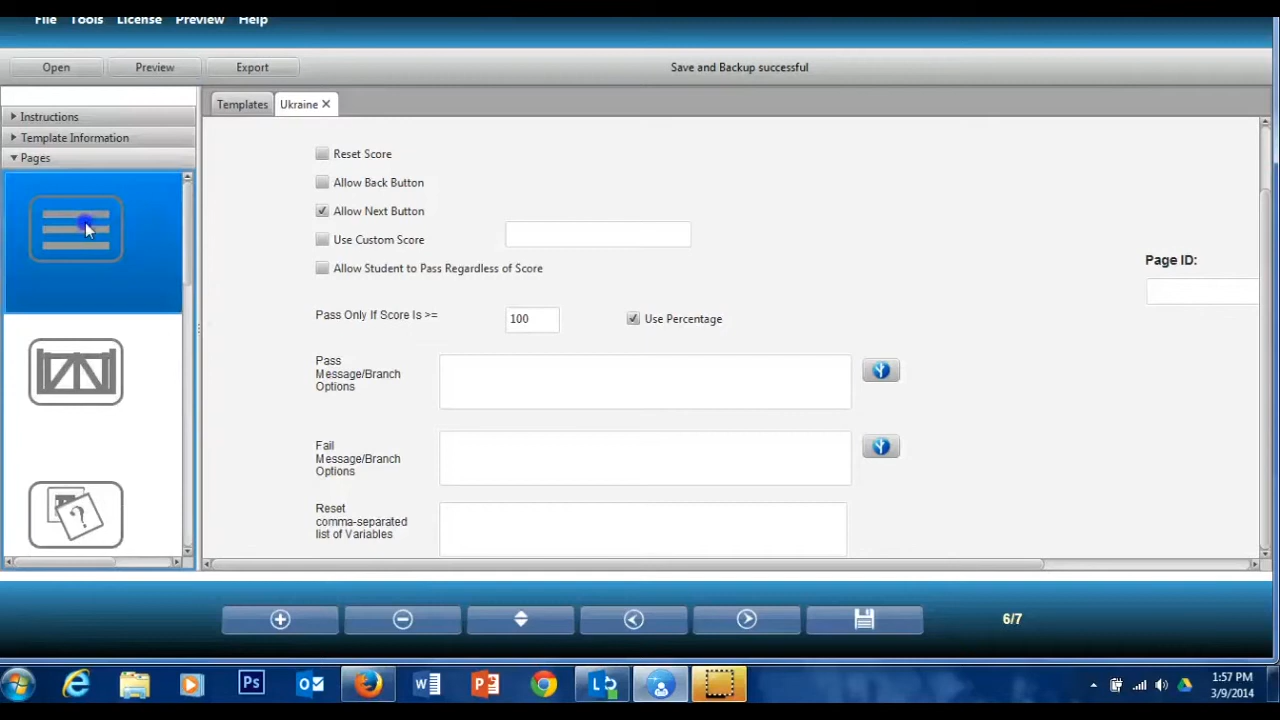 File Tools License Preview Help
Open Preview Export Save and Backup successful
Templates Ukraine
Instructions
Template Information
Pages
Reset Score
Allow Back Button
Allow Next Button
Use Custom Score
Allow Student to Pass Regardless of Score
Page ID:
Pass Only If Score Is >= 100 Use Percentage
Pass
Message/Branch
Options
Fail
Message/Branch
Options
Reset
comma-separated
list of Variables
6/7
1:57 PM
3/9/2014